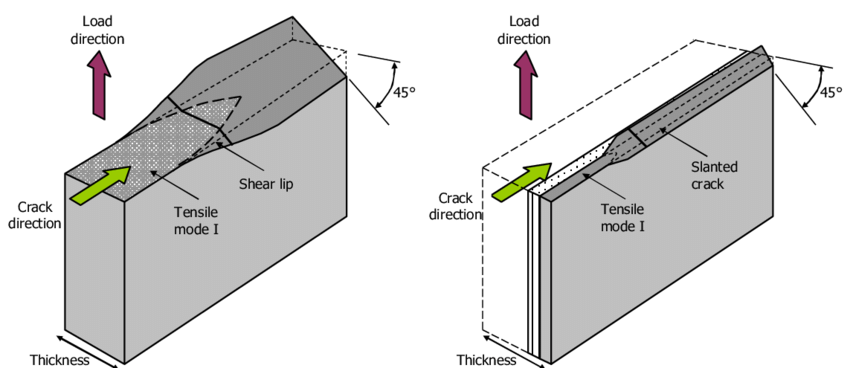 Load
direction
45°
Shear lip
Tensile
mode I
Crack
direction
Thickness
Load
direction
45°
Slanted
crack
Tensile
mode I
Crack
direction
Thickness